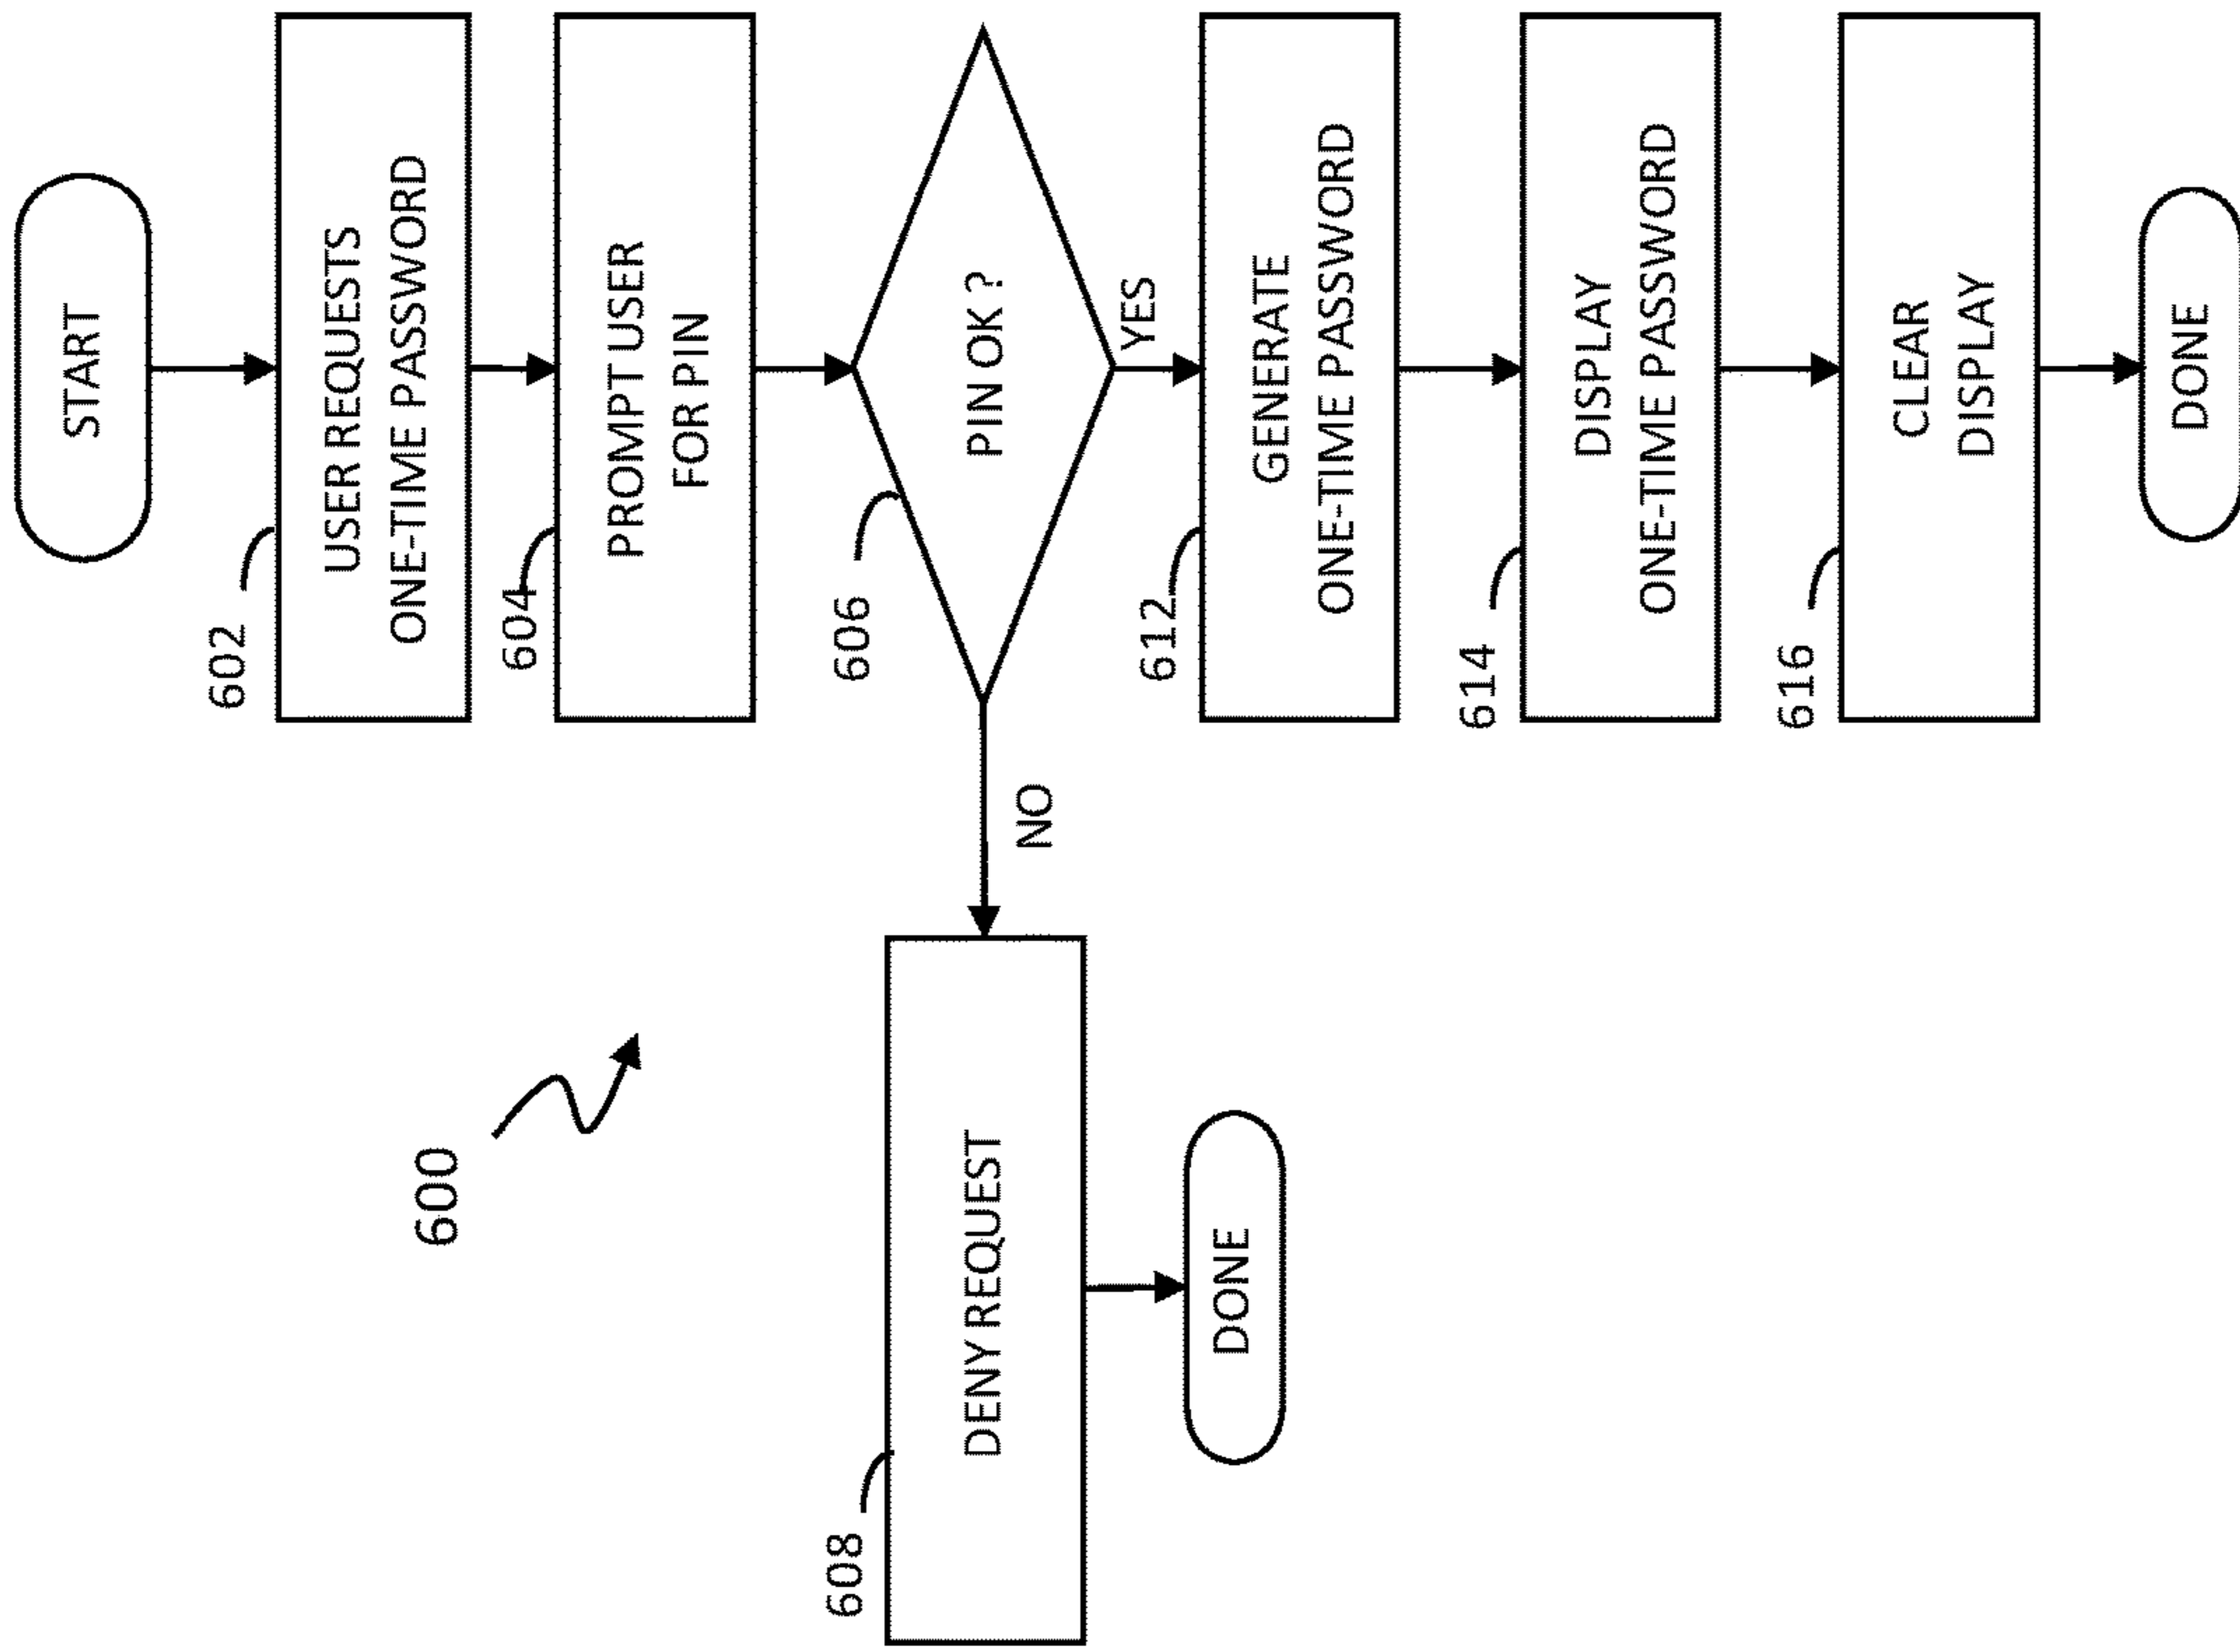 600
START
602
USER REQUESTS
ONE-TIME PASSWORD
604
PROMPT USER
FOR PIN
606
PIN OK ?
NO
YES
608
DENY REQUEST
DONE
612
GENERATE
ONE-TIME PASSWORD
614
DISPLAY
ONE-TIME PASSWORD
616
CLEAR
DISPLAY
DONE